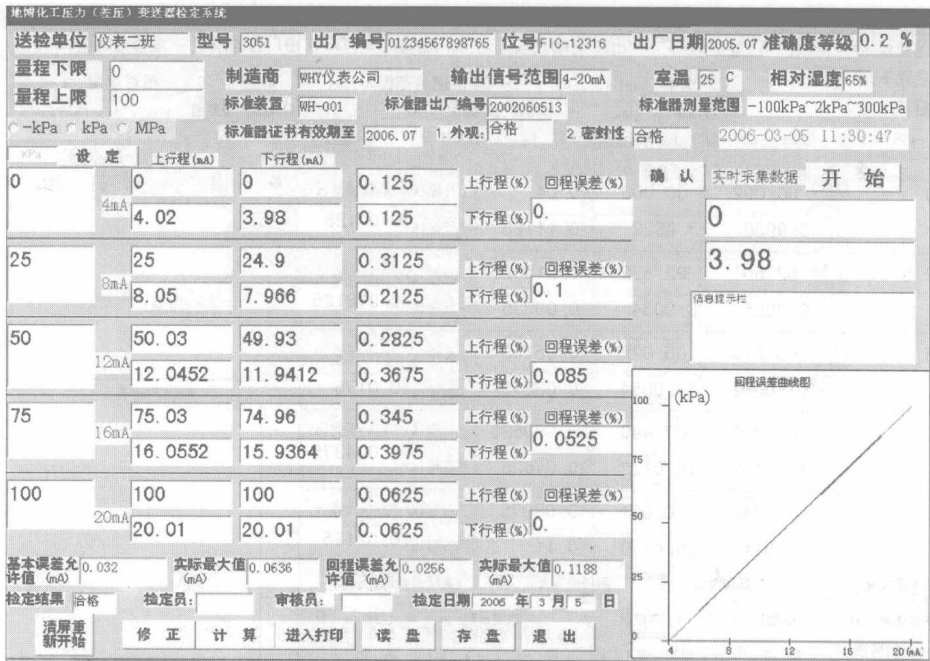 地博化工压力（差压）变送器检定系统
送检单位 仪表二班 型号 3051 出厂编号 01234567898765 位号 FIC-12316 出厂日期 2005.07 准确度等级 0.2 %
量程下限 0 制造商 WHY仪表公司 输出信号范围 4-20mA 室温 25 C 相对湿度 65%
量程上限 100 标准装置 WH-001 标准器出厂编号 2002060513 标准器测量范围 -100kPa~2kPa~300kPa
-kPa kPa MPa 标准器证书有效期至 2006.07 1.外观: 合格 2.密封性 合格 2006-03-05 11:30:47
KPa 设 定 上行程(mA) 下行程(mA)
确 认 实时采集数据 开 始
0 0 0 0.125 上行程(%) 回程误差(%)
4mA 4.02 3.98 0.125 下行程(%) 0.
0
3.98
25 25 24.9 0.3125 上行程(%) 回程误差(%)
8mA 8.05 7.966 0.2125 下行程(%) 0.1
信息提示栏
50 50.03 49.93 0.2825 上行程(%) 回程误差(%)
12mA 12.0452 11.9412 0.3675 下行程(%) 0.085
75 75.03 74.96 0.345 上行程(%) 回程误差(%)
16mA 16.0552 15.9364 0.3975 下行程(%) 0.0525
100 100 100 0.0625 上行程(%) 回程误差(%)
20mA 20.01 20.01 0.0625 下行程(%) 0.
回程误差曲线图
100 (kPa)
75
50
25
0
4 8 12 16 20(mA)
基本误差允许值 (mA) 0.032 实际最大值 (mA) 0.0636 回程误差允许值 (mA) 0.0256 实际最大值 (mA) 0.1188
检定结果 合格 检定员: 审核员: 检定日期 2006 年 3 月 5 日
清屏重新开始 修 正 计 算 进入打印 读 盘 存 盘 退 出